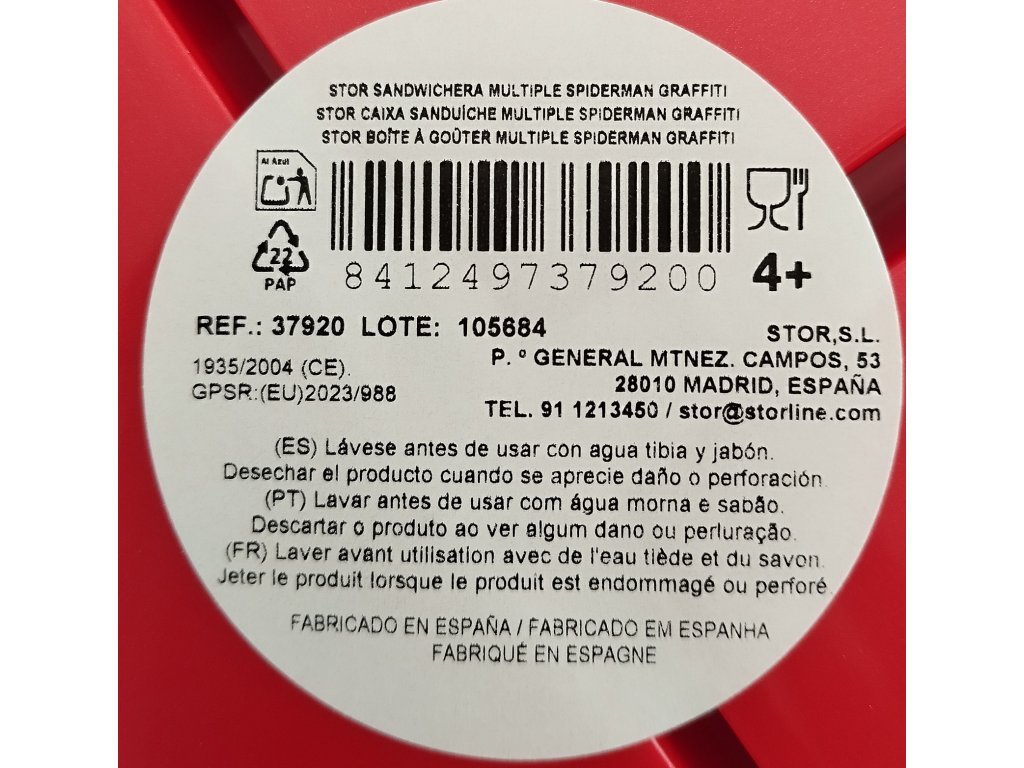 STOR SANDWICHERA MULTIPLE SPIDERMAN GRAFFITI
STOR CAIXA SANDUÍCHE MULTIPLE SPIDERMAN GRAFFITI
STOR BOÎTE À GOÛTER MULTIPLE SPIDERMAN GRAFFITI
Al Azul
22
PAP
8412497379200
4+
REF.: 37920 LOTE: 105684
1935/2004 (CE).
GPSR:(EU)2023/988
STOR,S.L.
P. º GENERAL MTNEZ. CAMPOS, 53
28010 MADRID, ESPAÑA
TEL. 91 1213450 / stor@storline.com
(ES) Lávese antes de usar con agua tibia y jabón.
Desechar el producto cuando se aprecie daño o perforación.
(PT) Lavar antes de usar com água morna e sabão.
Descartar o produto ao ver algum dano ou perfuração.
(FR) Laver avant utilisation avec de l'eau tiède et du savon.
Jeter le produit lorsque le produit est endommagé ou perforé
FABRICADO EN ESPAÑA / FABRICADO EM ESPANHA
FABRIQUÉ EN ESPAGNE